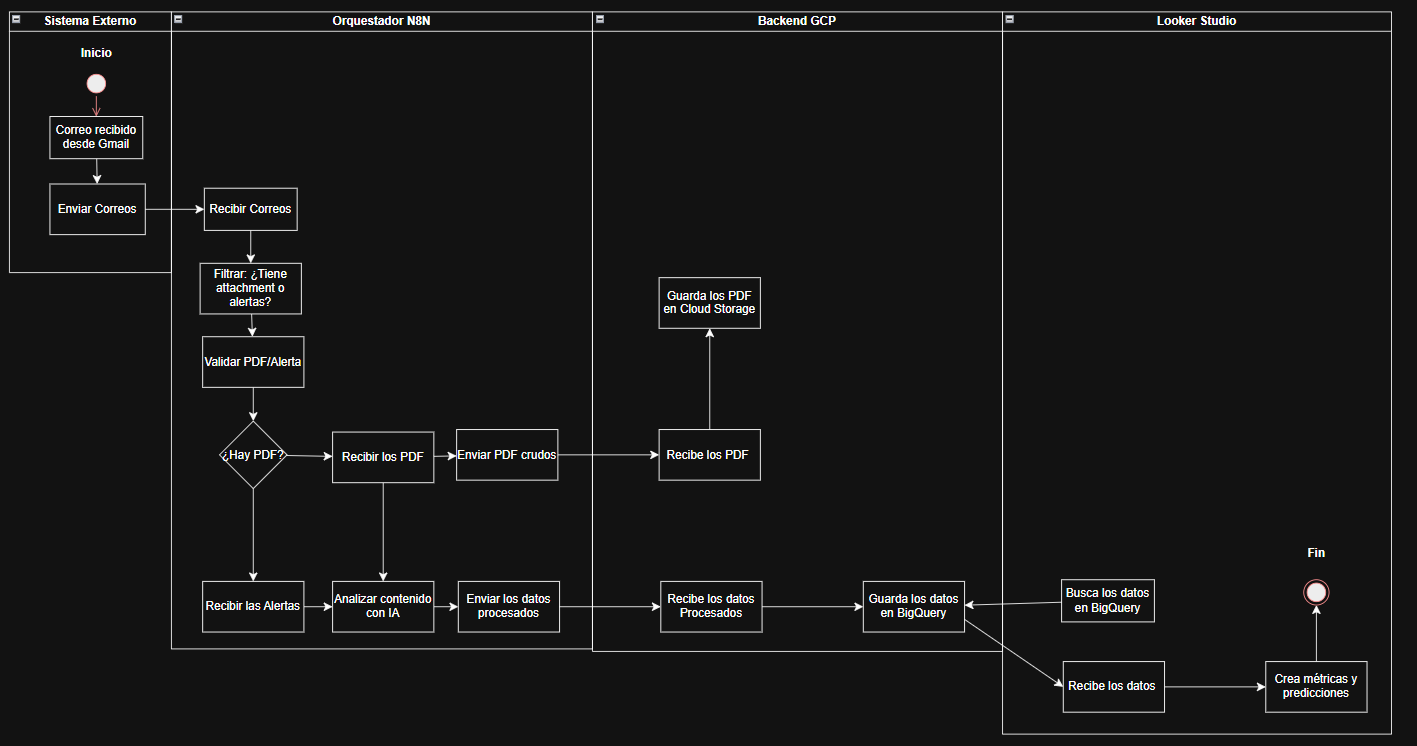 Sistema Externo
Orquestador N8N
Backend GCP
Looker Studio
Inicio
Correo recibido
desde Gmail
Enviar Correos
Recibir Correos
Filtrar: ¿Tiene
attachment o
alertas?
Validar PDF/Alerta
¿Hay PDF?
Recibir los PDF
Enviar PDF crudos
Recibir las Alertas
Analizar contenido
con IA
Enviar los datos
procesados
Guarda los PDF
en Cloud Storage
Recibe los PDF
Recibe los datos
Procesados
Guarda los datos
en BigQuery
Busca los datos
en BigQuery
Recibe los datos
Crea métricas y
predicciones
Fin